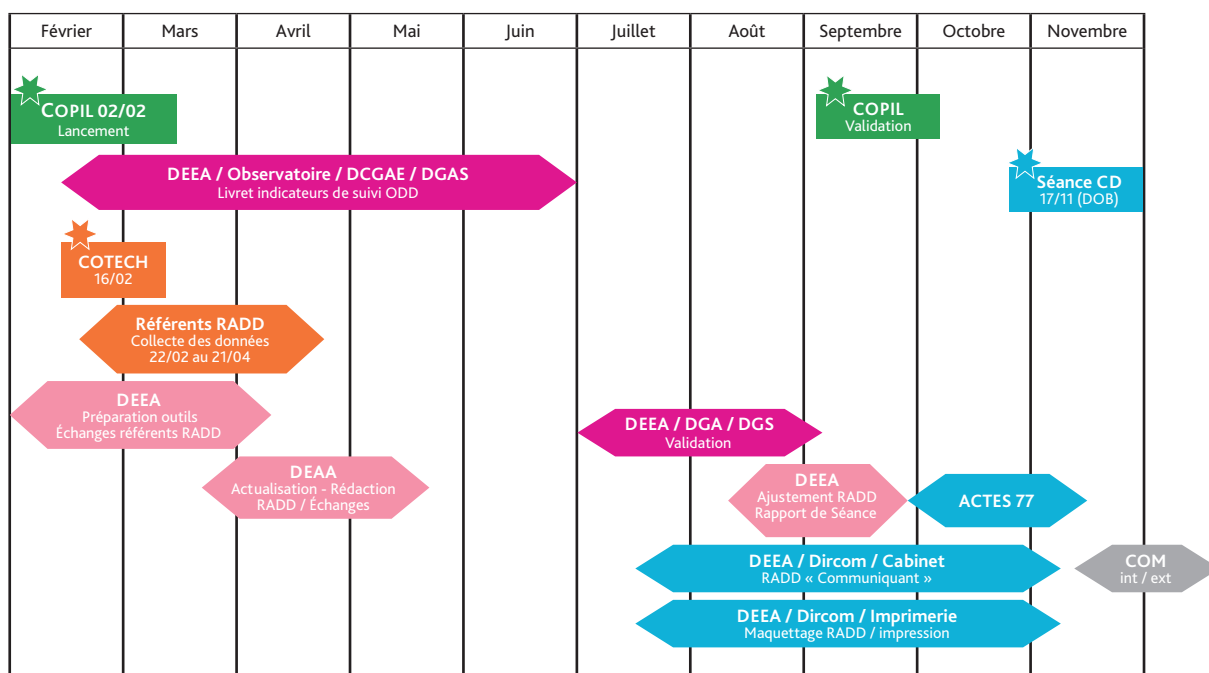 Février Mars Avril Mai Juin Juillet Août Septembre Octobre Novembre
COPIL 02/02
Lancement
COPIL
Validation
DEEA / Observatoire / DCGAE / DGAS
Livret indicateurs de suivi ODD
Séance CD
17/11 (DOB)
COTECH
16/02
Référents RADD
Collecte des données
22/02 au 21/04
DEEA
Préparation outils
Échanges référents RADD
DEEA / DGA / DGS
Validation
DEAA
Actualisation - Rédaction
RADD / Échanges
DEEA
Ajustement RADD
Rapport de Séance
ACTES 77
DEEA / Dircom / Cabinet
RADD « Communiquant »
COM
int / ext
DEEA / Dircom / Imprimerie
Maquettage RADD / impression